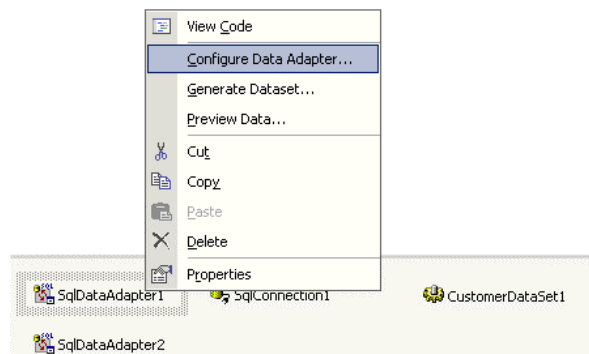 View Code
Configure Data Adapter...
Generate Dataset...
Preview Data...
Cut
Copy
Paste
Delete
Properties
SqlDataAdapter1 SqlConnection1 CustomerDataSet1
SqlDataAdapter2